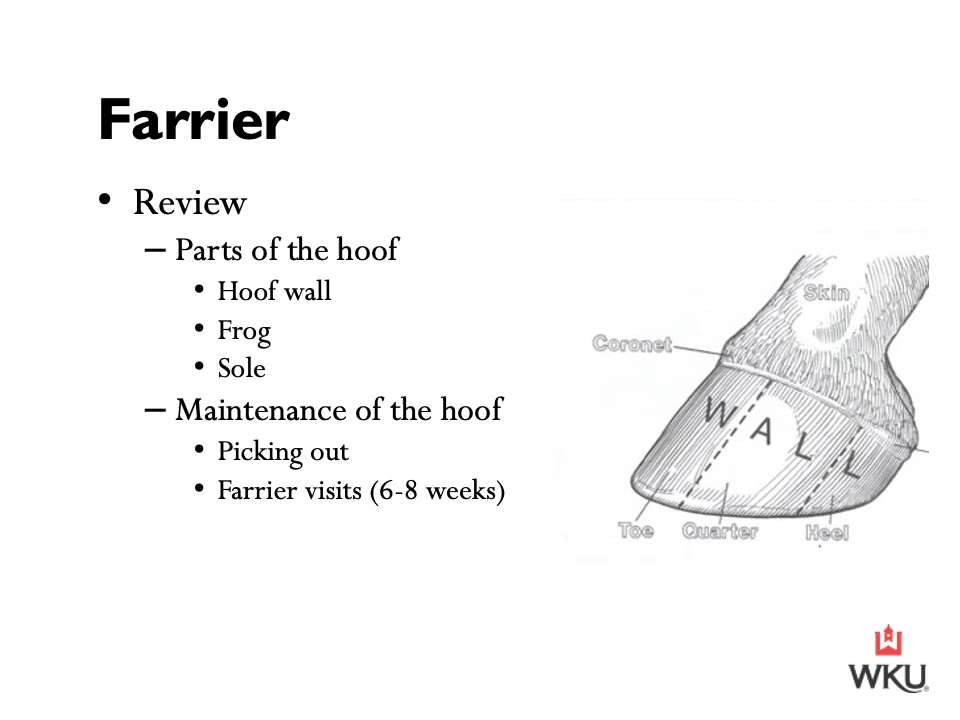 Farrier
• Review
– Parts of the hoof
• Hoof wall
• Frog
• Sole
– Maintenance of the hoof
• Picking out
• Farrier visits (6-8 weeks)
Skin
Coronet
WALL
Toe Quarter Heel
WKU®